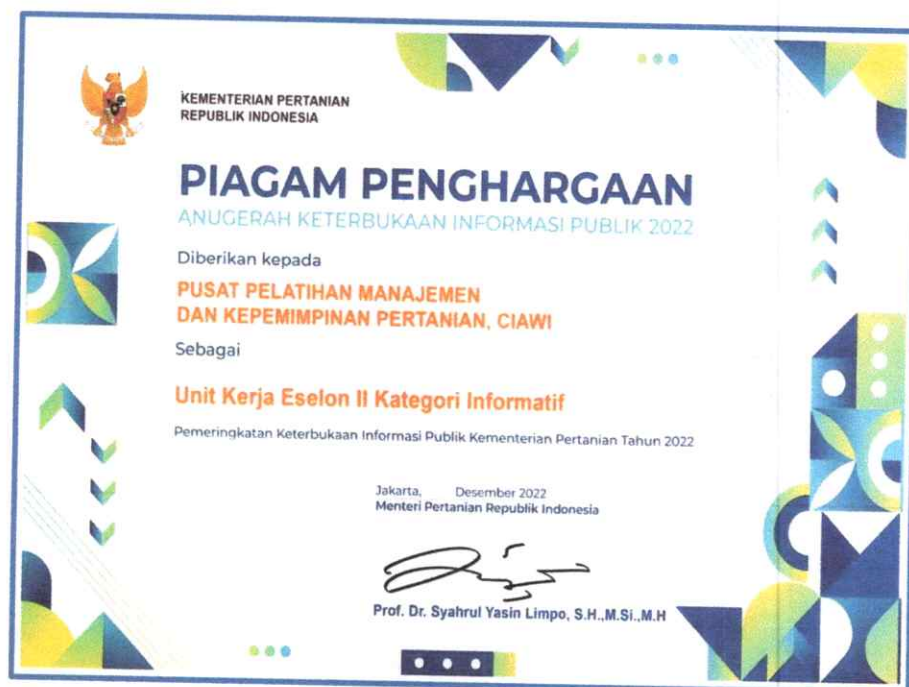 KEMENTERIAN PERTANIAN
REPUBLIK INDONESIA
PIAGAM PENGHARGAAN
ANUGERAH KETERBUKAAN INFORMASI PUBLIK 2022
Diberikan kepada
PUSAT PELATIHAN MANAJEMEN
DAN KEPEMIMPINAN PERTANIAN, CIAWI
Sebagai
Unit Kerja Eselon II Kategori Informatif
Pemeringkatan Keterbukaan Informasi Publik Kementerian Pertanian Tahun 2022
Jakarta, Desember 2022
Menteri Pertanian Republik Indonesia
Prof. Dr. Syahrul Yasin Limpo, S.H.,M.Si.,M.H